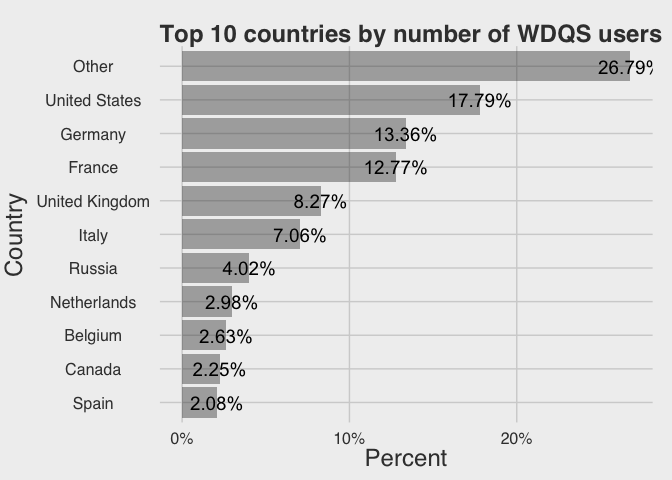 Top 10 countries by number of WDQS users
Other 26.79%
United States 17.79%
Germany 13.36%
France 12.77%
United Kingdom 8.27%
Italy 7.06%
Russia 4.02%
Netherlands 2.98%
Belgium 2.63%
Canada 2.25%
Spain 2.08%
Country
0% 10% 20%
Percent